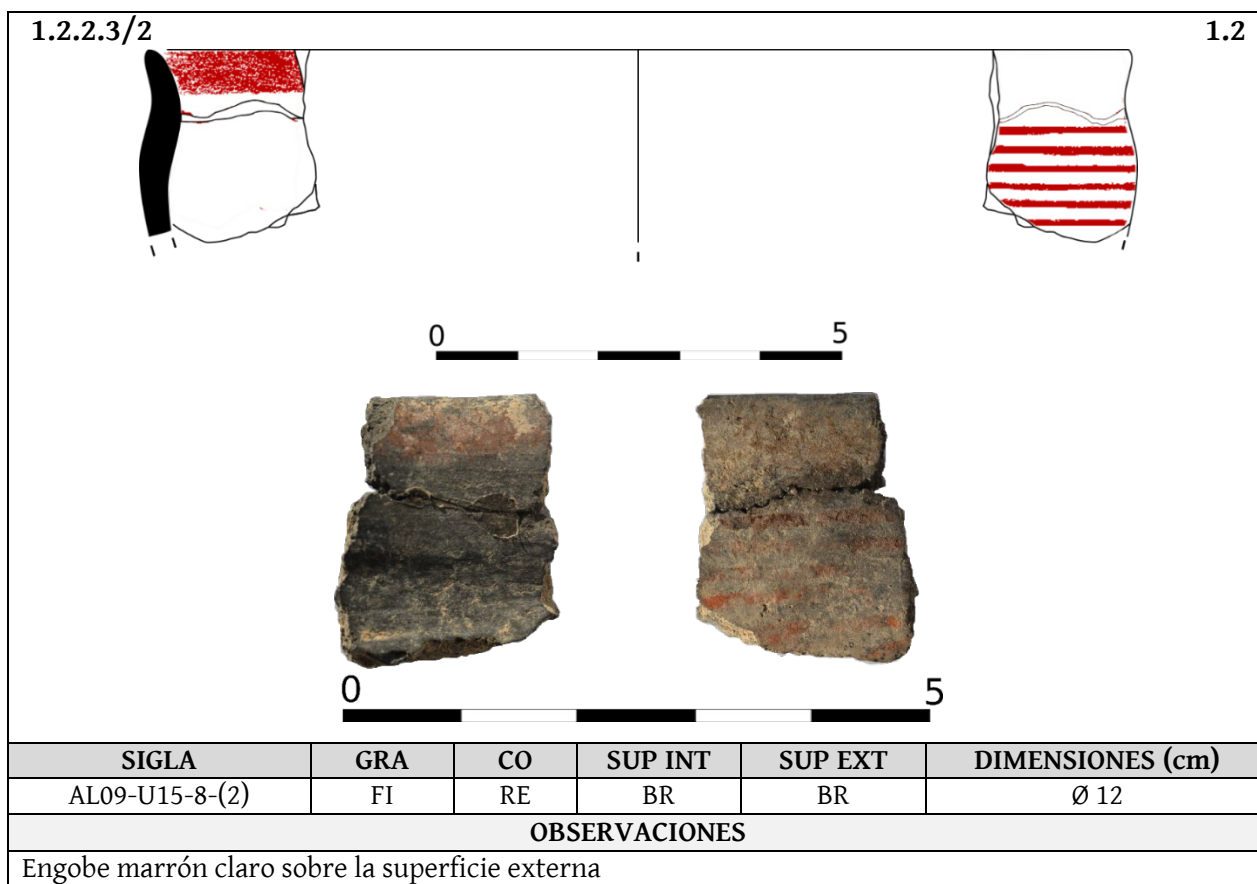 1.2.2.3/2 1.2
0 5
0 5
SIGLA GRA CO SUP INT SUP EXT DIMENSIONES (cm)
AL09-U15-8-(2) FI RE BR BR Ø 12
OBSERVACIONES
Engobe marrón claro sobre la superficie externa